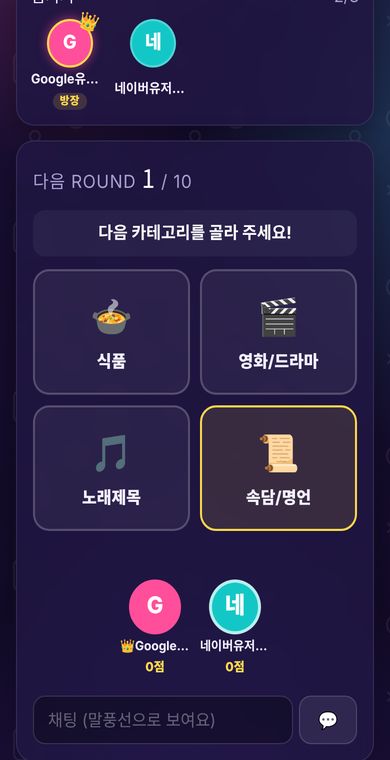 G
네
Google유...
네이버유저...
방장
다음 ROUND 1 / 10
다음 카테고리를 골라 주세요!
식품
영화/드라마
노래제목
속담/명언
G
네
Google...
네이버유저...
0점
0점
채팅 (말풍선으로 보여요)